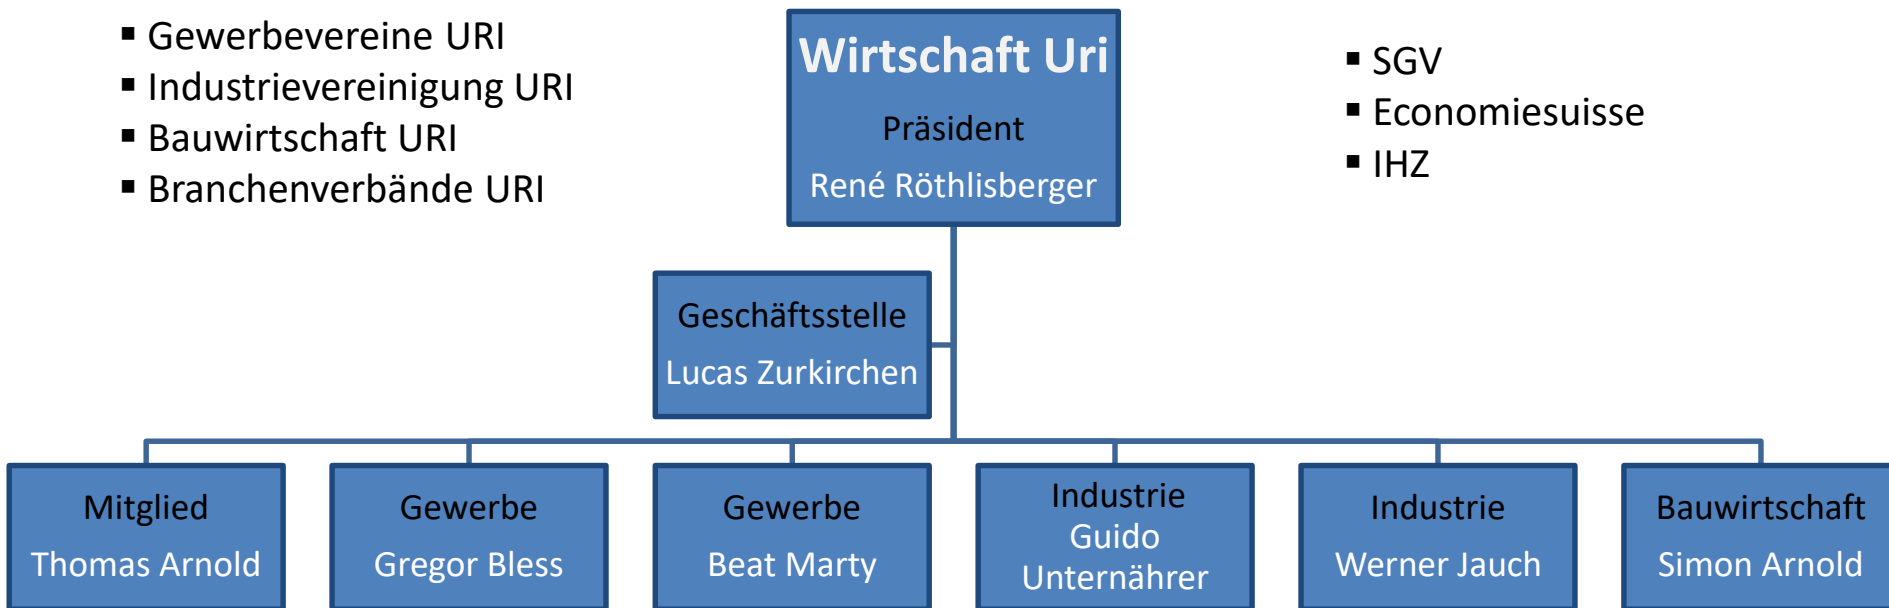 ▪ Gewerbevereine URI
▪ Industrievereinigung URI
▪ Bauwirtschaft URI
▪ Branchenverbände URI
Wirtschaft Uri
Präsident
René Röthlisberger
▪ SGV
▪ Economiesuisse
▪ IHZ
Geschäftsstelle
Lucas Zurkirchen
Mitglied
Thomas Arnold
Gewerbe
Gregor Bless
Gewerbe
Beat Marty
Industrie
Guido
Unternährer
Industrie
Werner Jauch
Bauwirtschaft
Simon Arnold